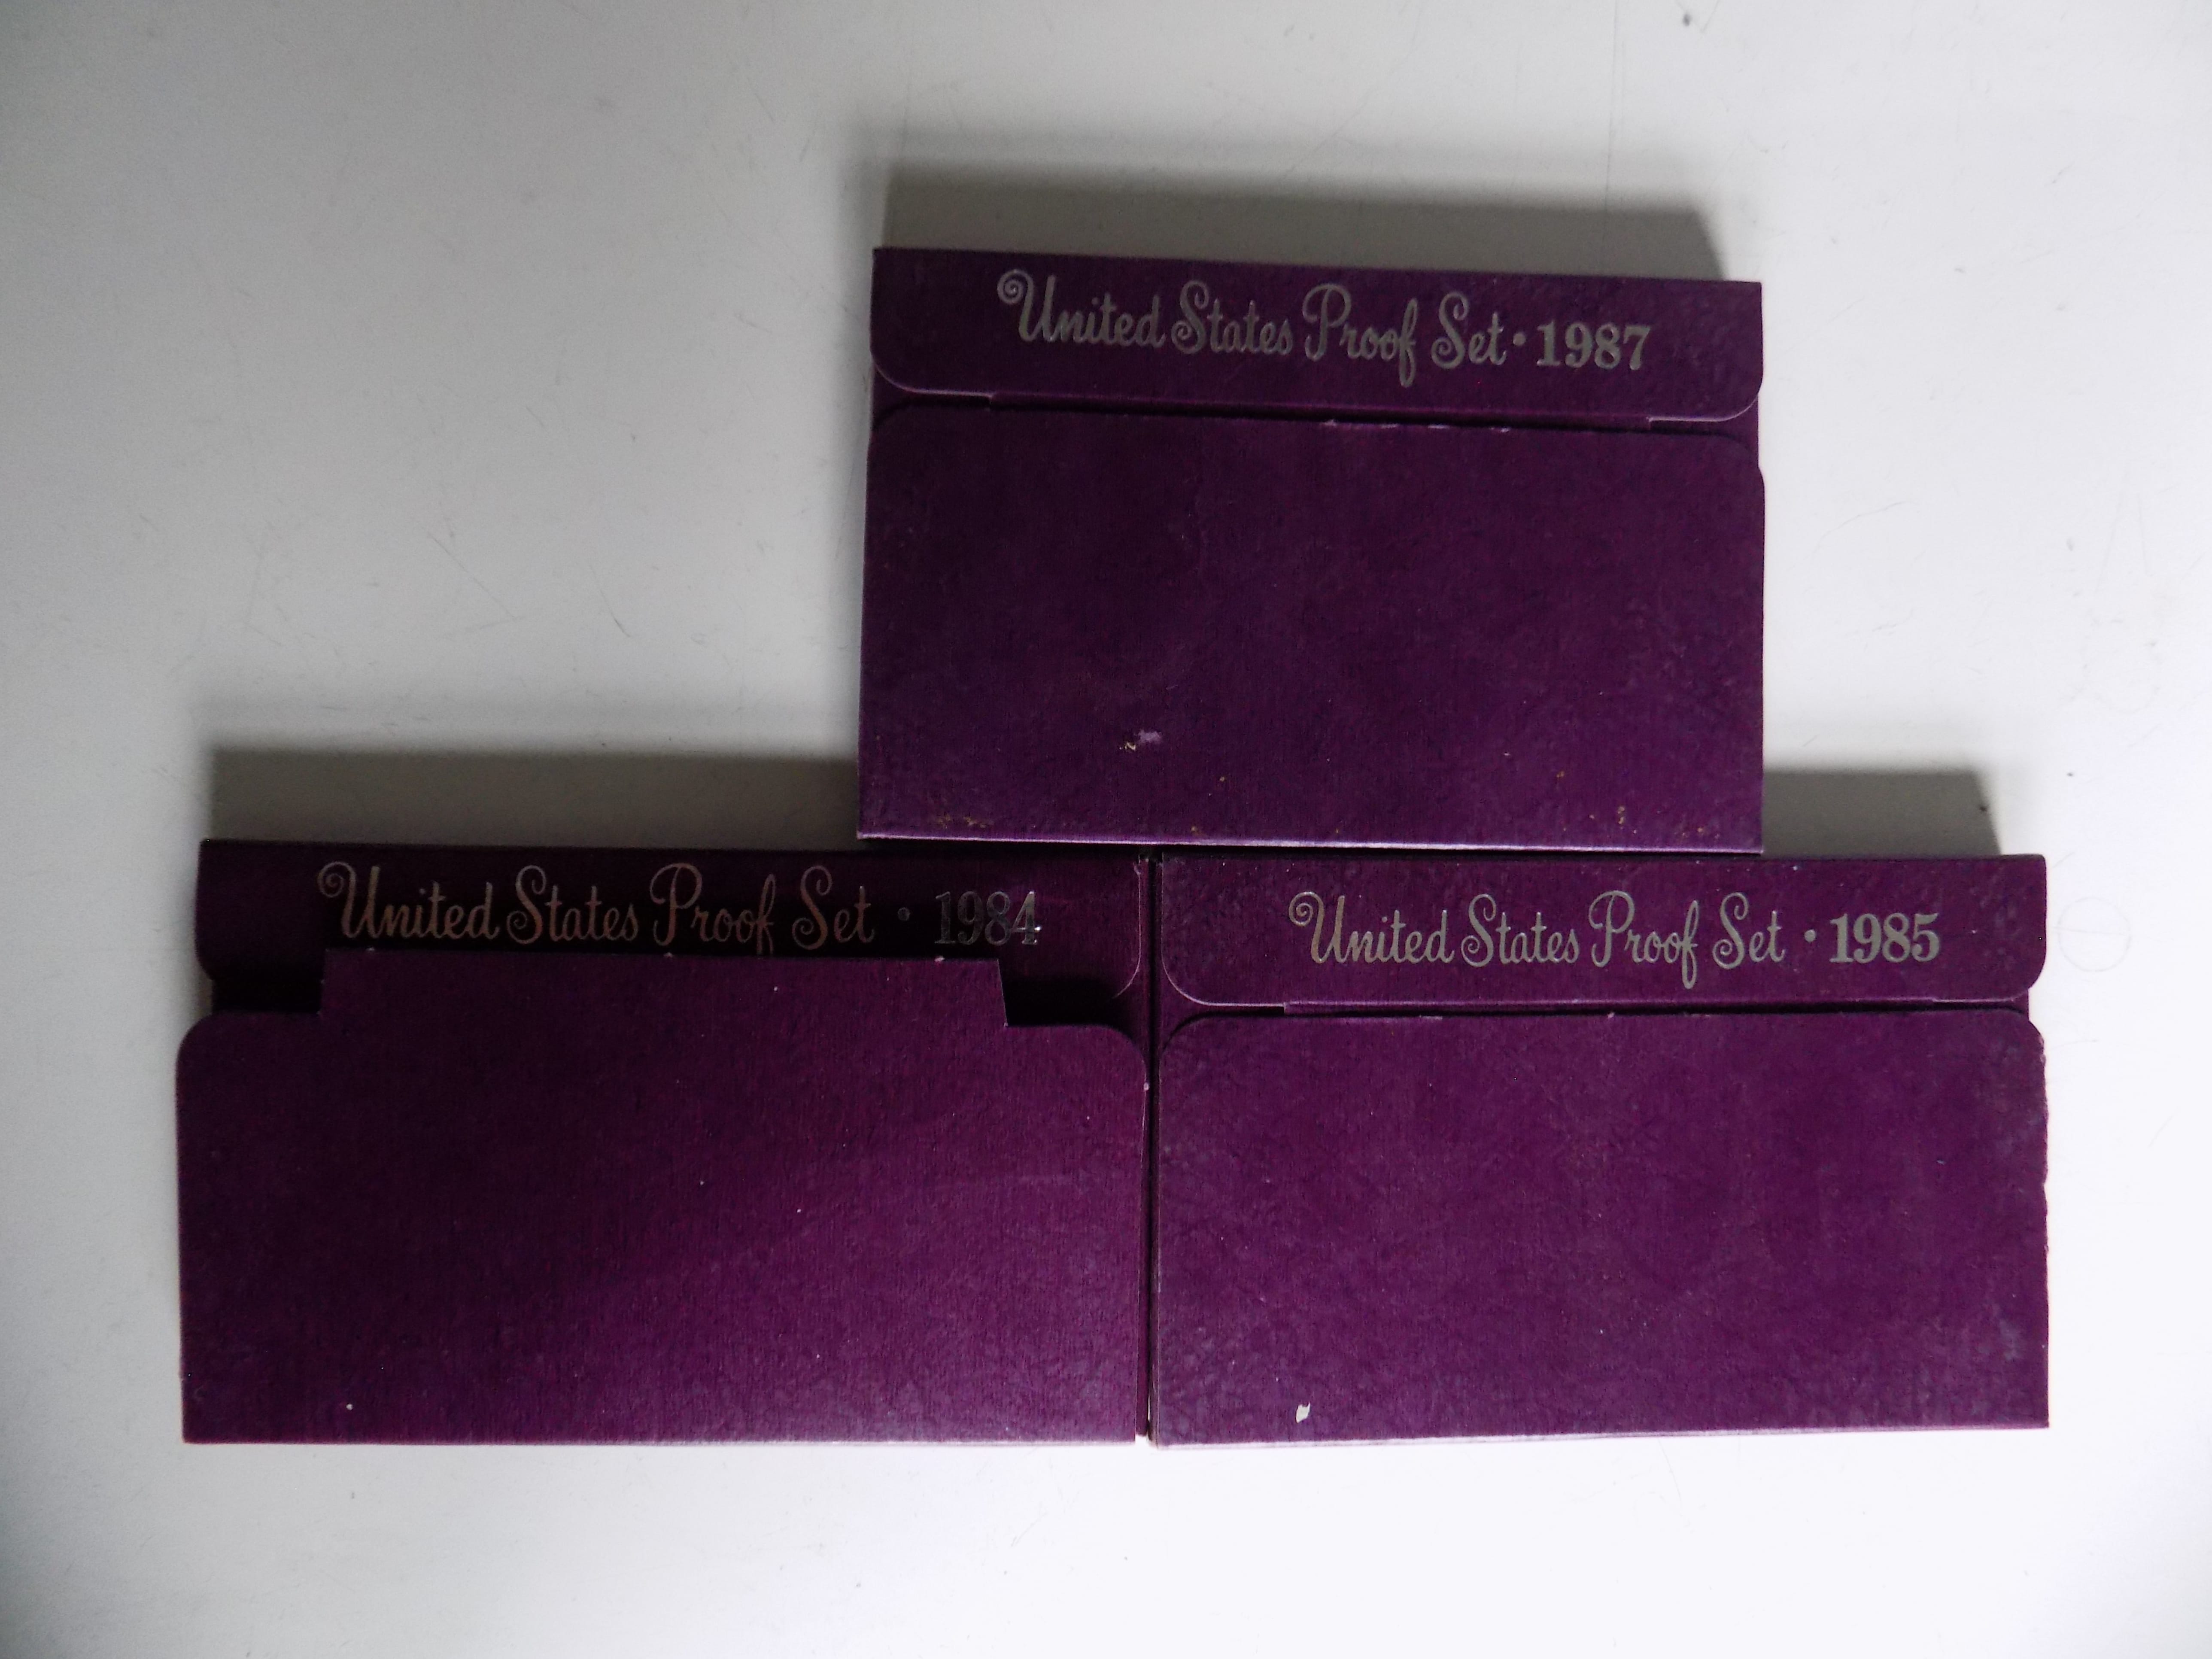 United States Proof Set • 1987
United States Proof Set • 1984
United States Proof Set • 1985